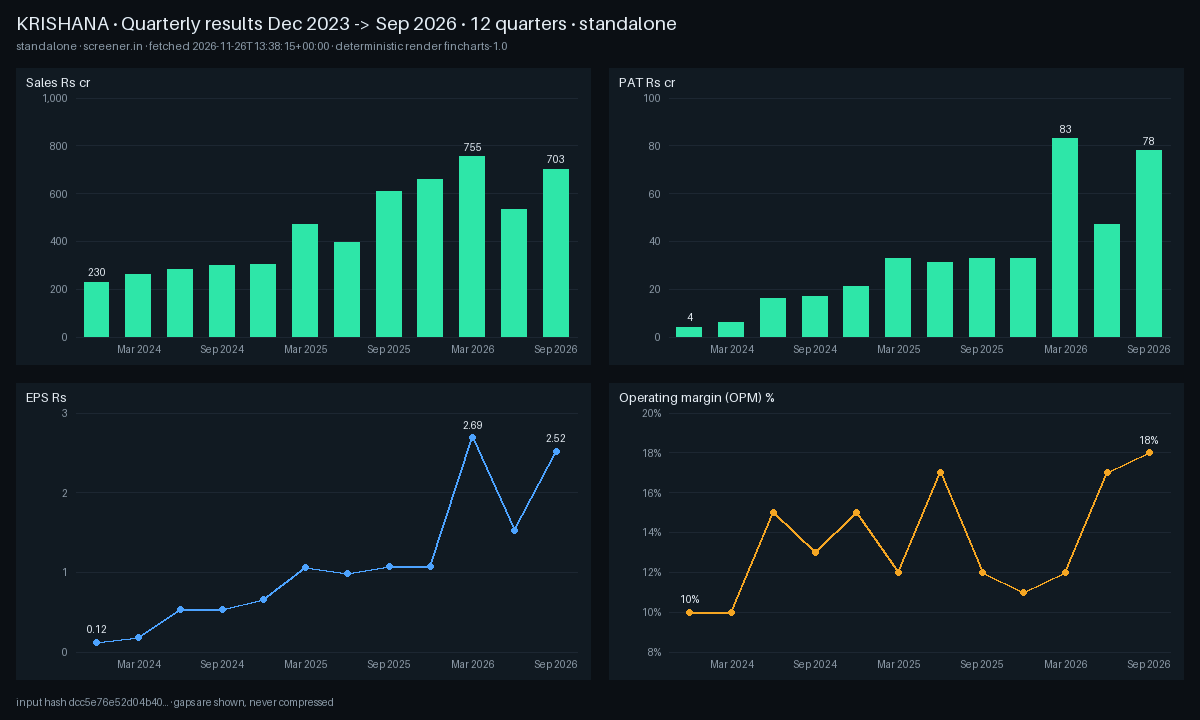 KRISHANA · Quarterly results Dec 2023 -> Sep 2026 · 12 quarters · standalone
standalone · screener.in · fetched 2026-11-26T13:38:15+00:00 · deterministic render fincharts-1.0
Sales Rs cr
1,000
800
600
400
200
0
230
755
703
Mar 2024
Sep 2024
Mar 2025
Sep 2025
Mar 2026
Sep 2026
PAT Rs cr
100
80
60
40
20
0
4
83
78
Mar 2024
Sep 2024
Mar 2025
Sep 2025
Mar 2026
Sep 2026
EPS Rs
3
2
1
0
0.12
2.69
2.52
Mar 2024
Sep 2024
Mar 2025
Sep 2025
Mar 2026
Sep 2026
Operating margin (OPM) %
20%
18%
16%
14%
12%
10%
8%
10%
18%
Mar 2024
Sep 2024
Mar 2025
Sep 2025
Mar 2026
Sep 2026
input hash dcc5e76e52d04b40… · gaps are shown, never compressed